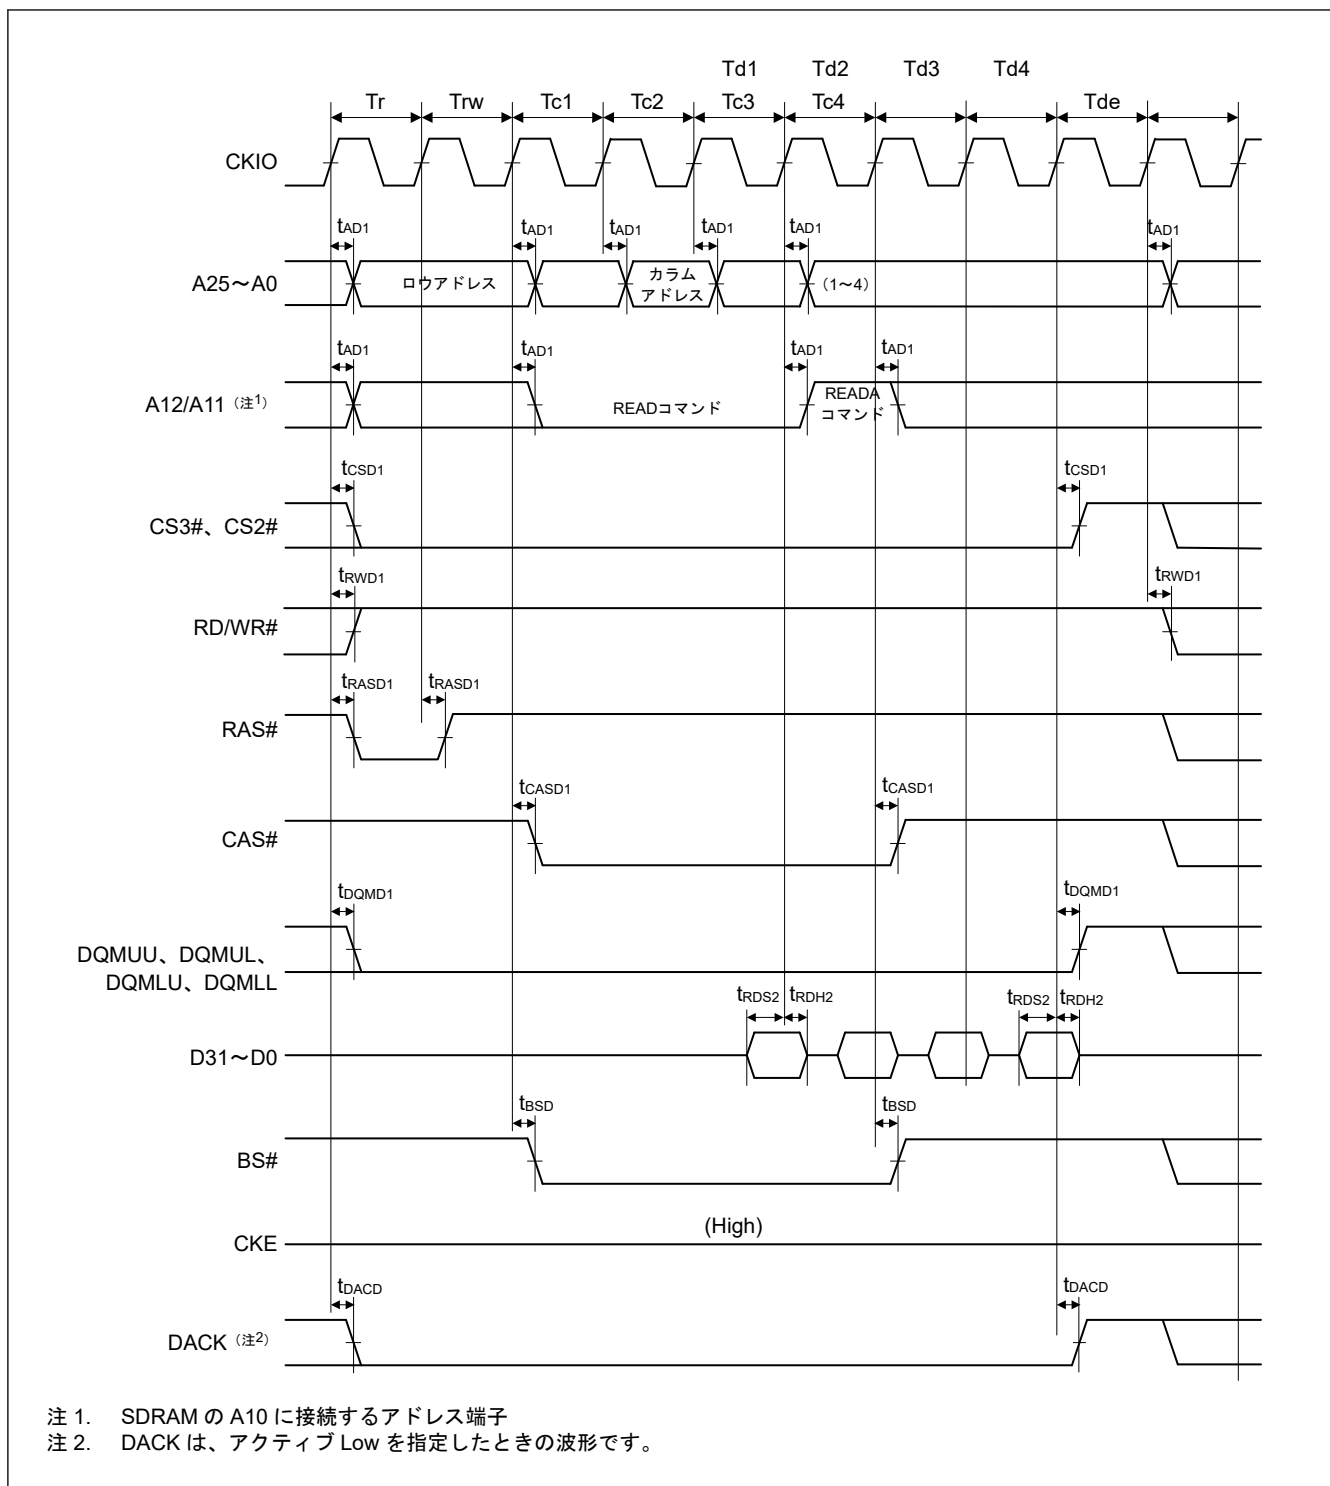 Td1 Td2 Td3 Td4
Tr Trw Tc1 Tc2 Tc3 Tc4 Tde
CKIO
tAD1 tAD1 tAD1 tAD1 tAD1 tAD1
A25～A0 ロウアドレス カラム アドレス （1～4）
tAD1 tAD1 tAD1 tAD1
A12/A11（注1） READコマンド READA コマンド
tCSD1 tCSD1
CS3#、CS2#
tRWD1 tRWD1
RD/WR#
tRASD1 tRASD1
RAS#
tCASD1 tCASD1
CAS#
tDQMD1 tDQMD1
DQMUU、DQMUL、
DQMLU、DQMLL
tRDS2 tRDH2 tRDS2 tRDH2
D31～D0
tBSD tBSD
BS#
(High)
CKE
tDACD tDACD
DACK（注2）
注 1. SDRAM の A10 に接続するアドレス端子
注 2. DACK は、アクティブ Low を指定したときの波形です。